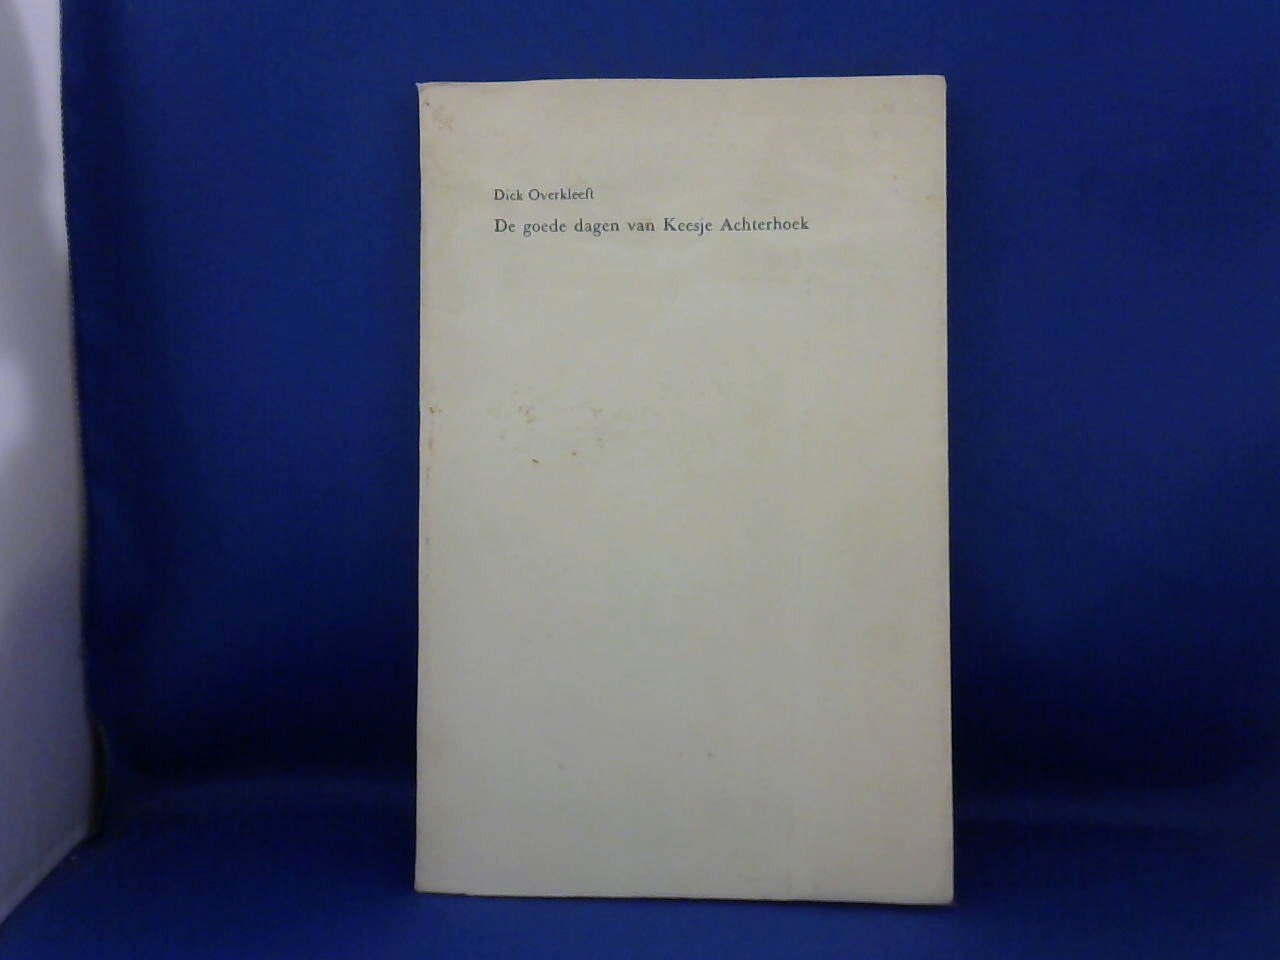 Dick Overkleeft
De goede dagen van Keesje Achterhoek